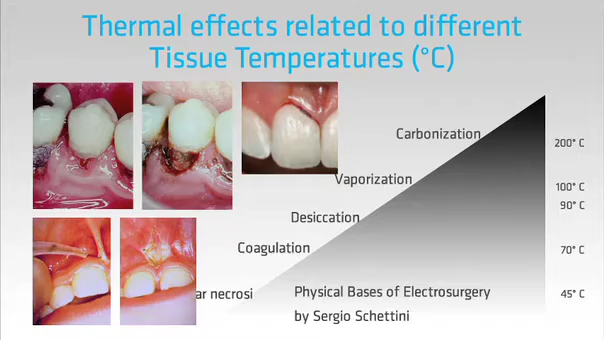 Thermal effects related to different
Tissue Temperatures (°C)
Carbonization
200° C
Vaporization
100° C
90° C
Desiccation
Coagulation
70° C
ar necrosi
Physical Bases of Electrosurgery
45° C
by Sergio Schettini